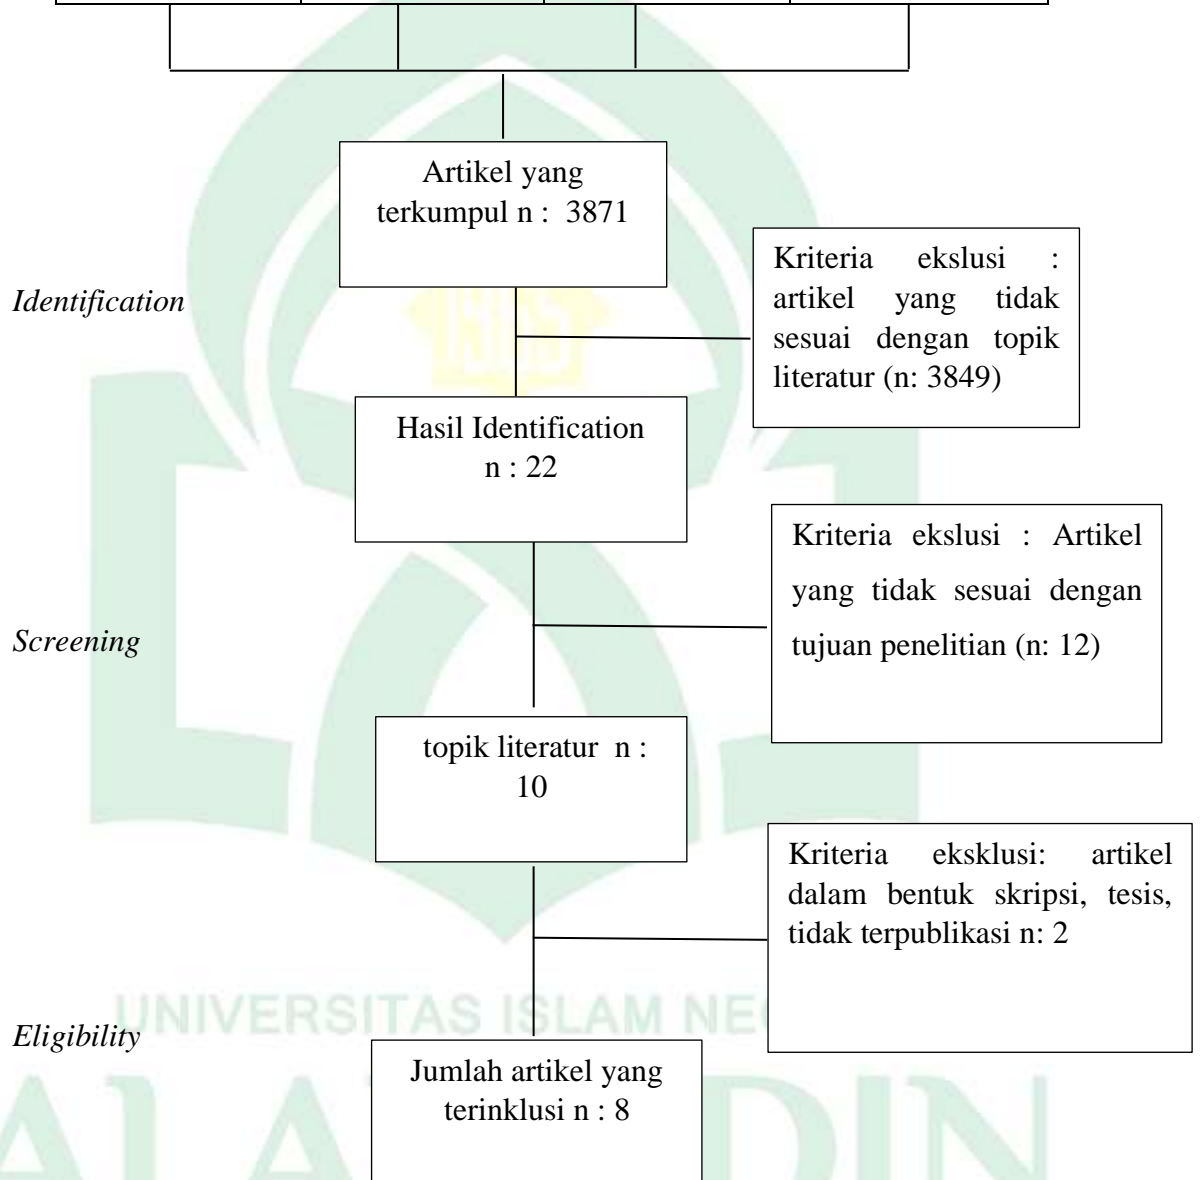 Artikel yang
terkumpul n : 3871
Kriteria ekslusi :
artikel yang tidak
sesuai dengan topik
literatur (n: 3849)
Identification
Hasil Identification
n : 22
Kriteria ekslusi : Artikel
yang tidak sesuai dengan
tujuan penelitian (n: 12)
Screening
topik literatur n :
10
Kriteria eksklusi: artikel
dalam bentuk skripsi, tesis,
tidak terpublikasi n: 2
UNIVERSITAS ISLAM
Eligibility
Jumlah artikel yang
terinklusi n : 8